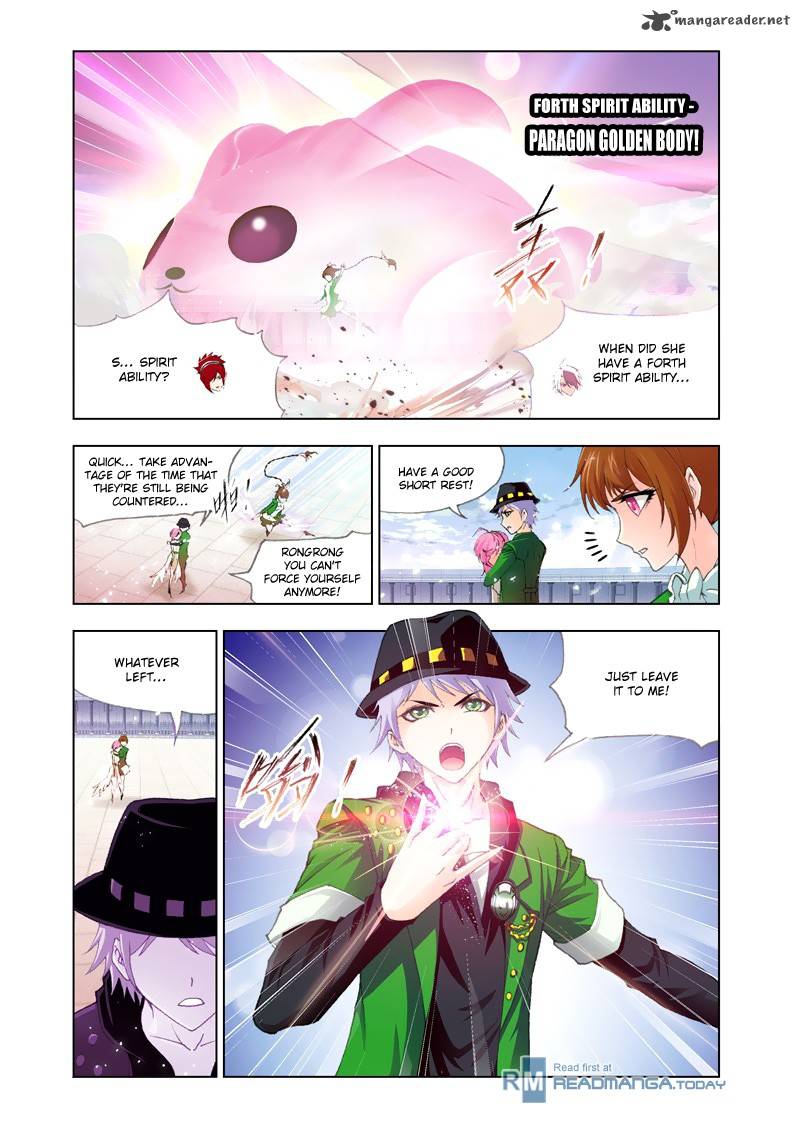 mangareader.net
FORTH SPIRIT ABILITY -
PARAGON GOLDEN BODY!
S... SPIRIT
ABILITY?
WHEN DID SHE
HAVE A FORTH
SPIRIT ABILITY...
QUICK... TAKE ADVAN-
TAGE OF THE TIME THAT
THEY'RE STILL BEING
COUNTERED...
RONGRONG
YOU CAN'T
FORCE YOURSELF
ANYMORE!
HAVE A GOOD
SHORT REST!
WHATEVER
LEFT...
JUST LEAVE
IT TO ME!
Read first at
RM READMANGA.TODAY